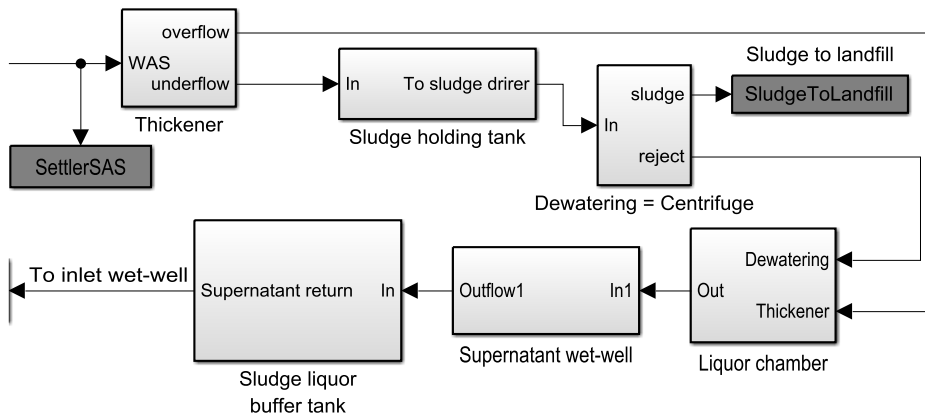 overflow
WAS
underflow
Thickener
SettlerSAS
In
To sludge drirer
Sludge holding tank
sludge
In
reject
Dewatering = Centrifuge
Sludge to landfill
SludgeToLandfill
To inlet wet-well
Supernatant return
In
Sludge liquor
buffer tank
Outflow1
In1
Supernatant wet-well
Dewatering
Out
Thickener
Liquor chamber